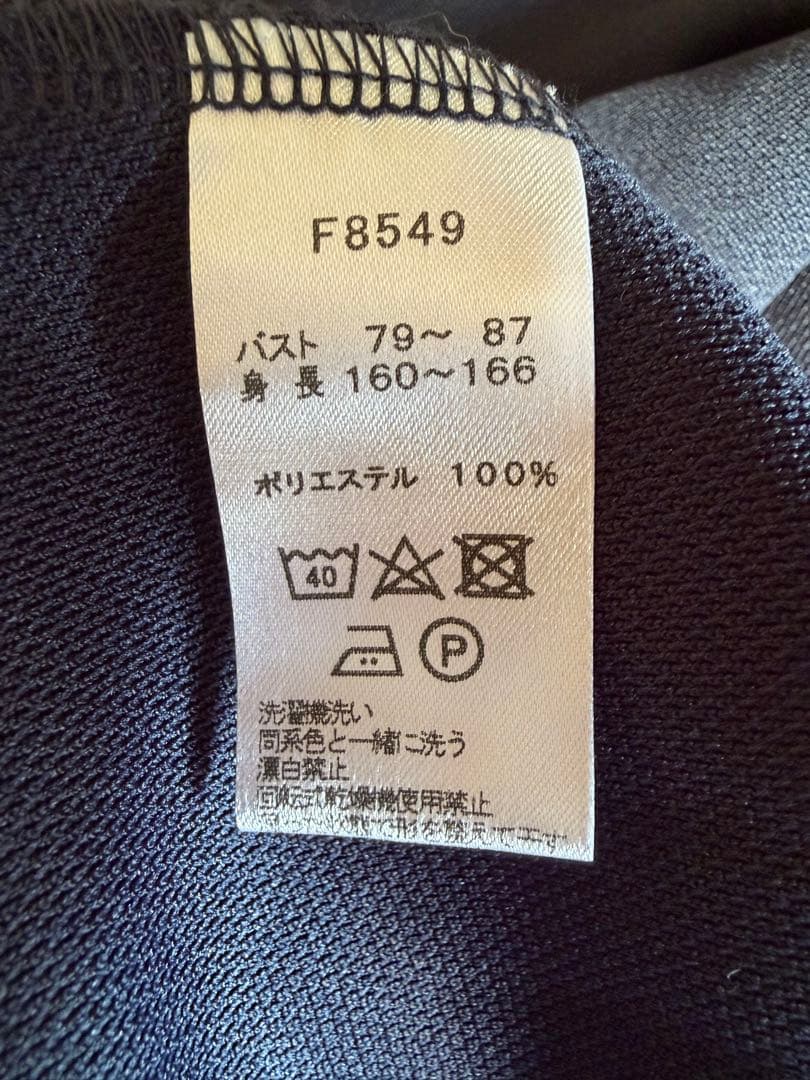 F8549
バスト 79～ 87
身 長 160～166
ポリエステル 100%
40
P
洗濯機洗い
同系色と一緒に洗う
漂白禁止
回転式乾燥機使用禁止